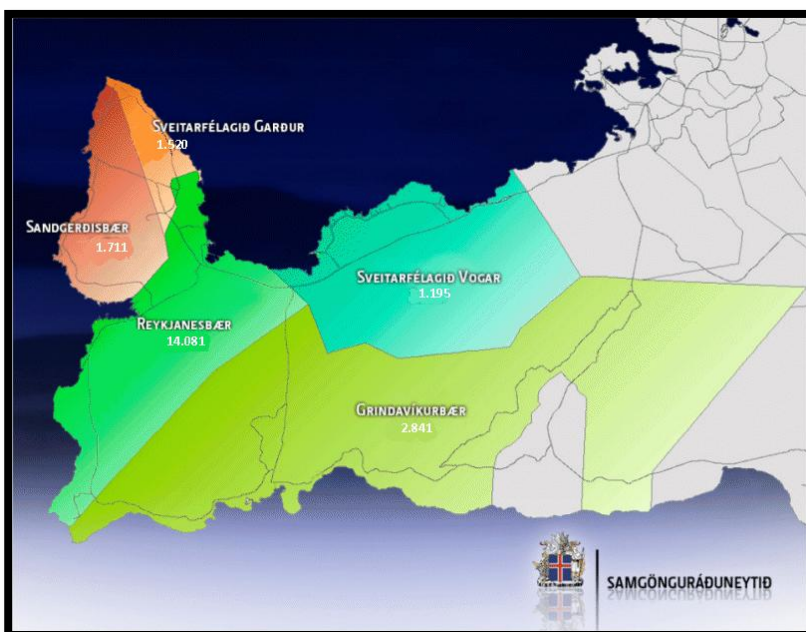 SVEITARFÉLAGIÐ GARÐUR
1.520
SANDGERÐISBÆR
1.711
SVEITARFÉLAGIÐ VOGAR
1.195
REYKJANESBÆR
14.081
GRINDAVÍKURBÆR
2.841
SAMGÖNGURÁÐUNEYTIÐ